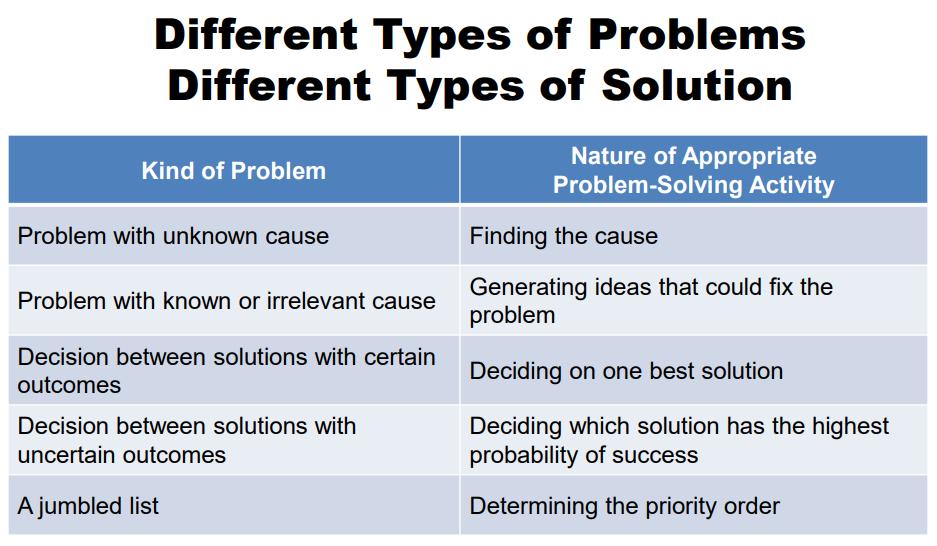 Different Types of Problems
Different Types of Solution
Kind of Problem
Nature of Appropriate
Problem-Solving Activity
Problem with unknown cause
Finding the cause
Problem with known or irrelevant cause
Generating ideas that could fix the
problem
Decision between solutions with certain
outcomes
Deciding on one best solution
Decision between solutions with
uncertain outcomes
Deciding which solution has the highest
probability of success
A jumbled list
Determining the priority order